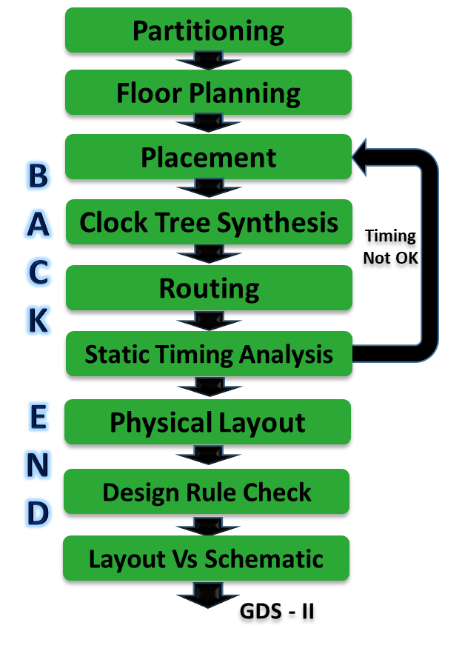 Partitioning
Floor Planning
Placement
Clock Tree Synthesis
Routing
Static Timing Analysis
Physical Layout
Design Rule Check
Layout Vs Schematic
GDS - II
Timing
Not OK
B
A
C
K
E
N
D